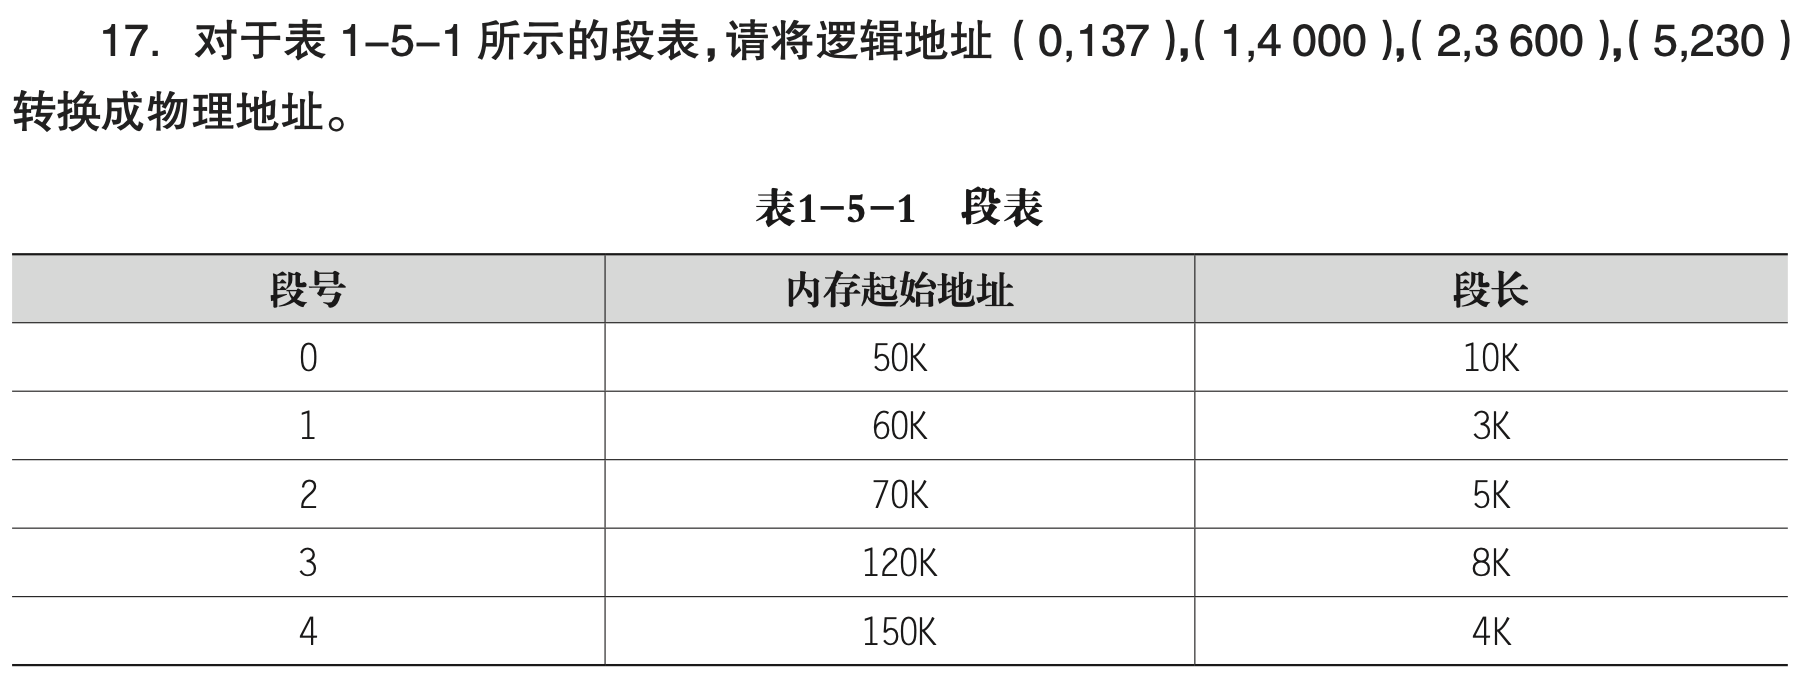 17. 对于表 1–5–1 所示的段表,请将逻辑地址(0,137),(1,4 000),(2,3 600),(5,230)
转换成物理地址。
表1–5–1 段表
段号 内存起始地址 段长
0 50K 10K
1 60K 3K
2 70K 5K
3 120K 8K
4 150K 4K